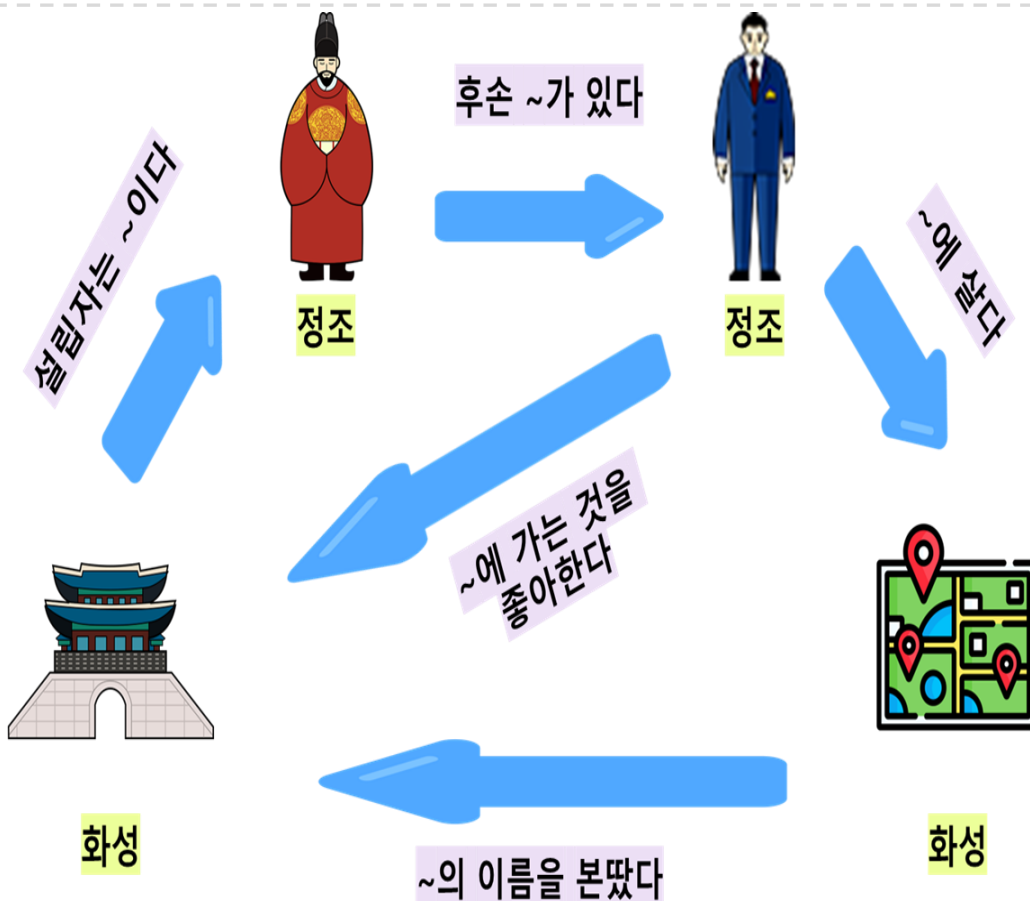 후손 ~가 있다
설립자는 ~이다
~에 살다
정조
정조
~에 가는 것을
좋아한다
화성
화성
~의 이름을 본땄다